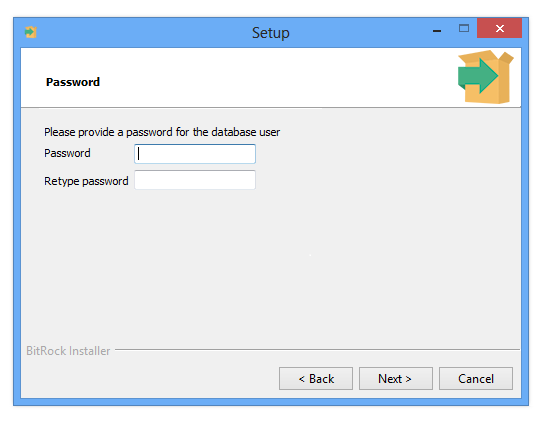 Setup
Password
Please provide a password for the database user
Password
Retype password
BitRock Installer
< Back
Next >
Cancel